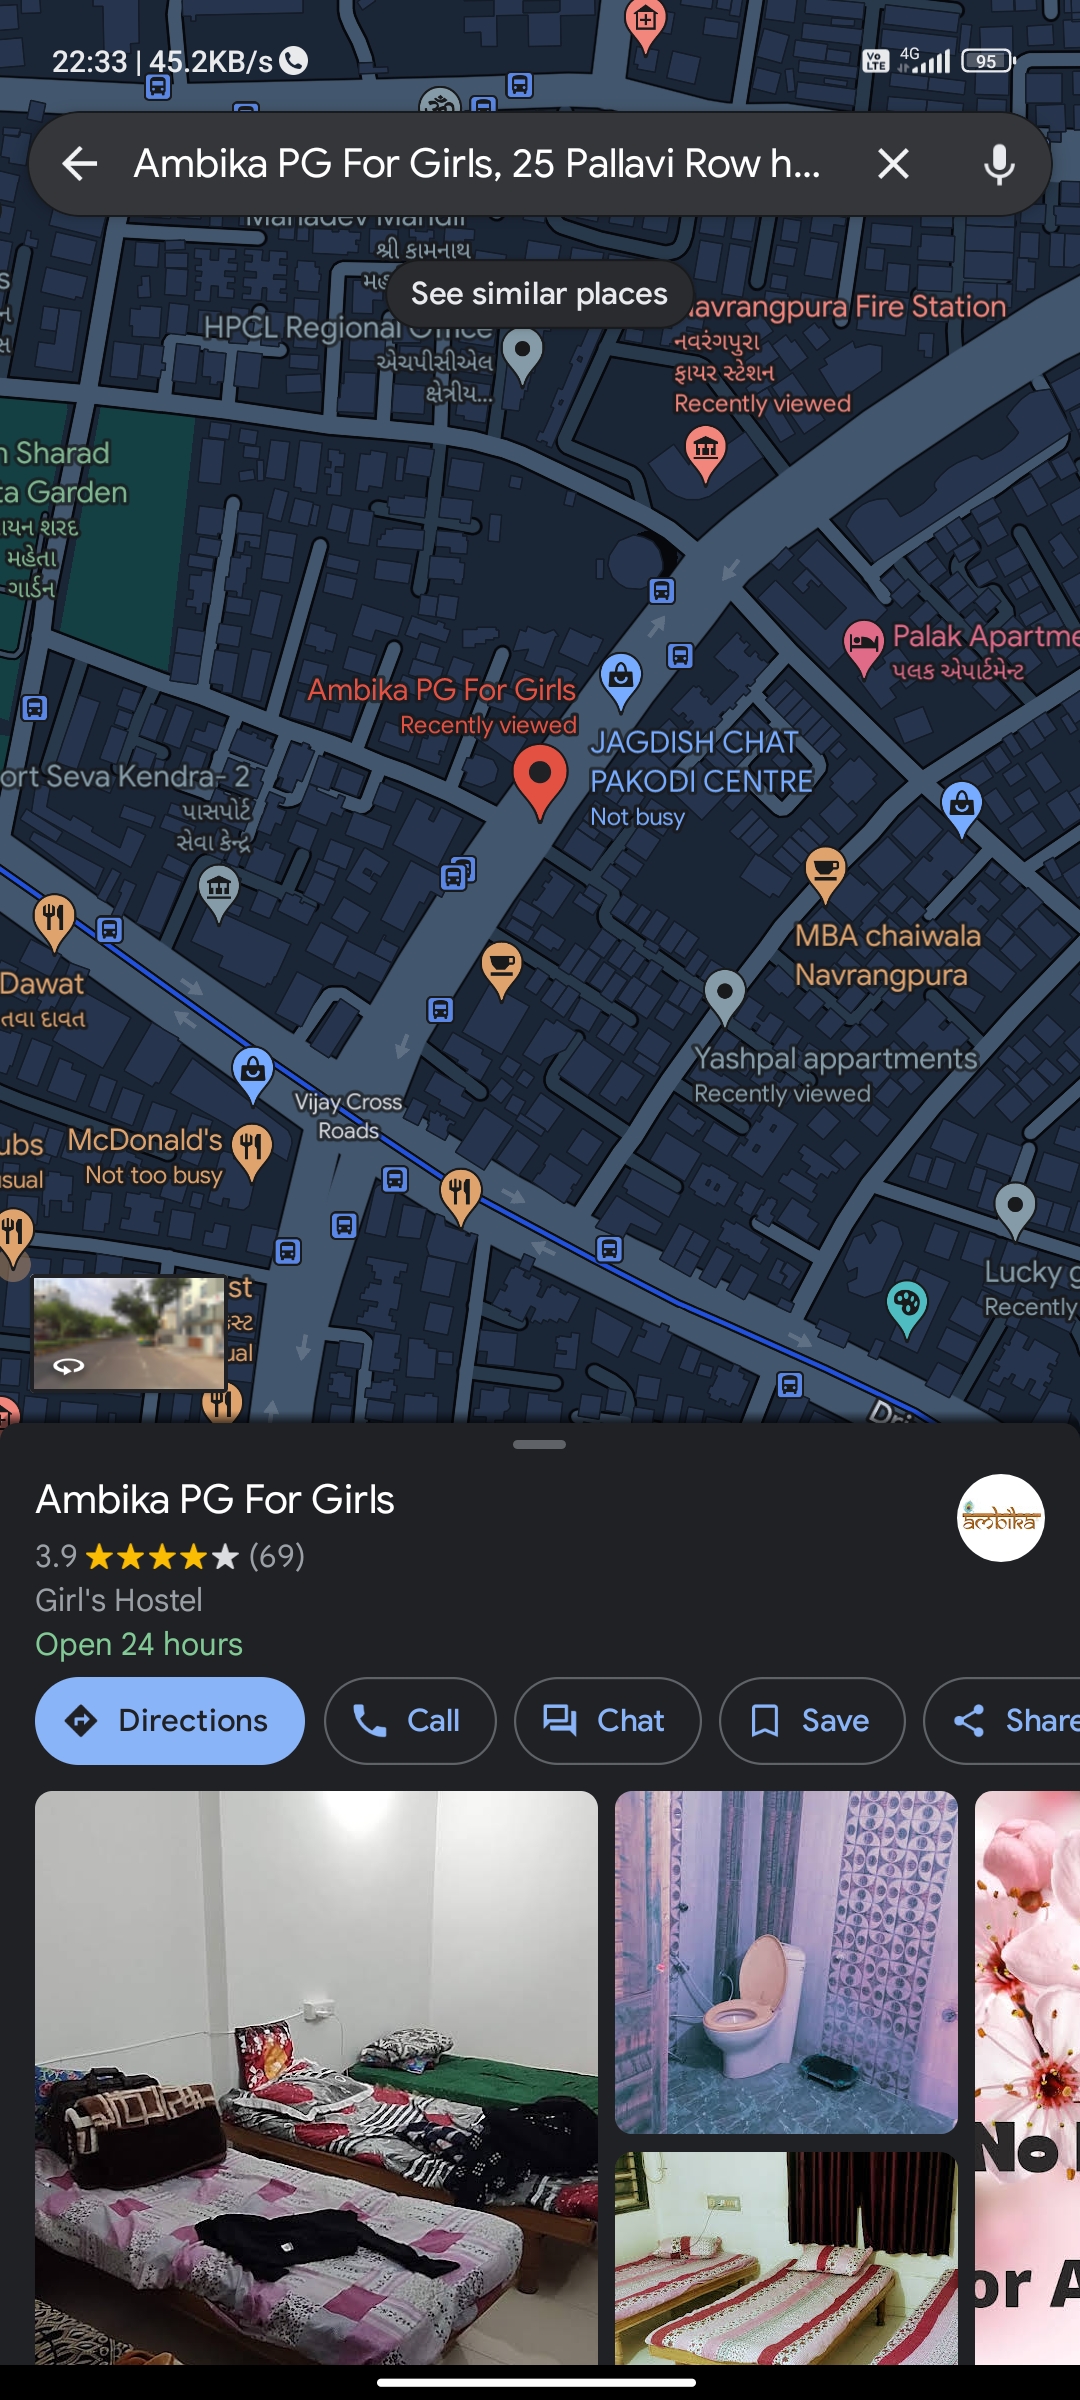 22:33 | 45.2KB/s
Vo LTE
4G
95
Ambika PG For Girls, 25 Pallavi Row h...
શ્રી કામનાથ
See similar places
HPCL Regional Office
એચપીસીએલ
ક્ષેત્રીય...
avrangpura Fire Station
નવરંગપુરા
ફાયર સ્ટેશન
Recently viewed
n Sharad
ta Garden
ાયન શરદ
મહેતા
ગાર્ડન
Palak Apartme
પલક એપાર્ટમેન્ટ
Ambika PG For Girls
Recently viewed
JAGDISH CHAT
PAKODI CENTRE
Not busy
ort Seva Kendra- 2
પાસપોર્ટ
સેવા કેન્દ્ર
MBA chaiwala
Navrangpura
Dawat
તવા દાવત
Yashpal appartments
Recently viewed
Vijay Cross
Roads
McDonald's
Not too busy
ubs
sual
Lucky g
Recently
st
ual
Dri
Ambika PG For Girls
ambika
3.9 (69)
Girl's Hostel
Open 24 hours
Directions
Call
Chat
Save
Share
No
or A